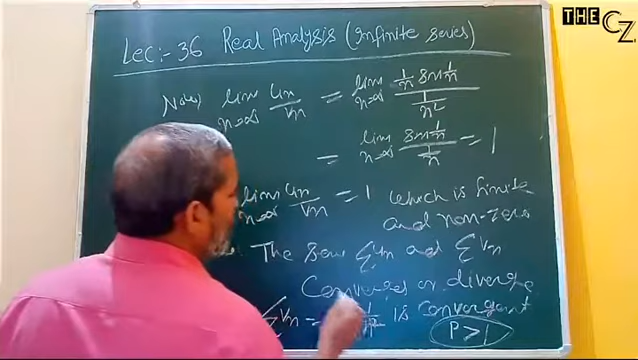 THE CZ
Lec:- 36 Real Analysis (Infinite series)
Now, lim n→∞ un/vn = lim n→∞ (1/n sin 1/n)/(1/n²)
= lim n→∞ (sin 1/n)/(1/n) = 1
lim n→∞ un/vn = 1 which is finite
and non-zero
The Σun and Σvn
Converges or diverge
Σvn = is convergent
P > 1